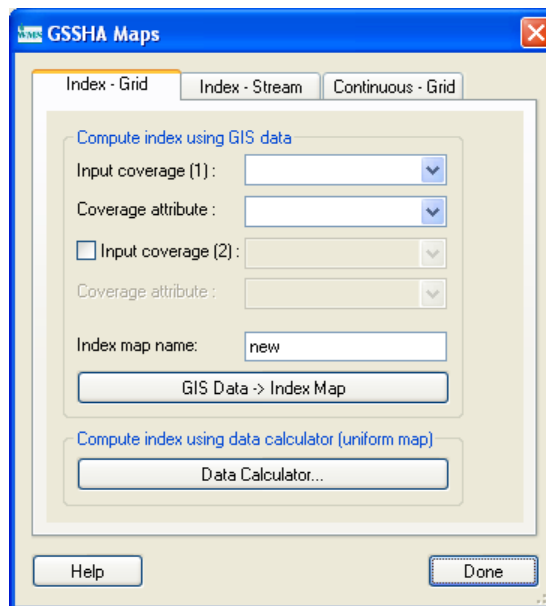 WMS GSSHA Maps
Index - Grid
Index - Stream
Continuous - Grid
Compute index using GIS data
Input coverage (1) :
Coverage attribute :
Input coverage (2) :
Coverage attribute :
Index map name: new
GIS Data -> Index Map
Compute index using data calculator (uniform map)
Data Calculator...
Help
Done